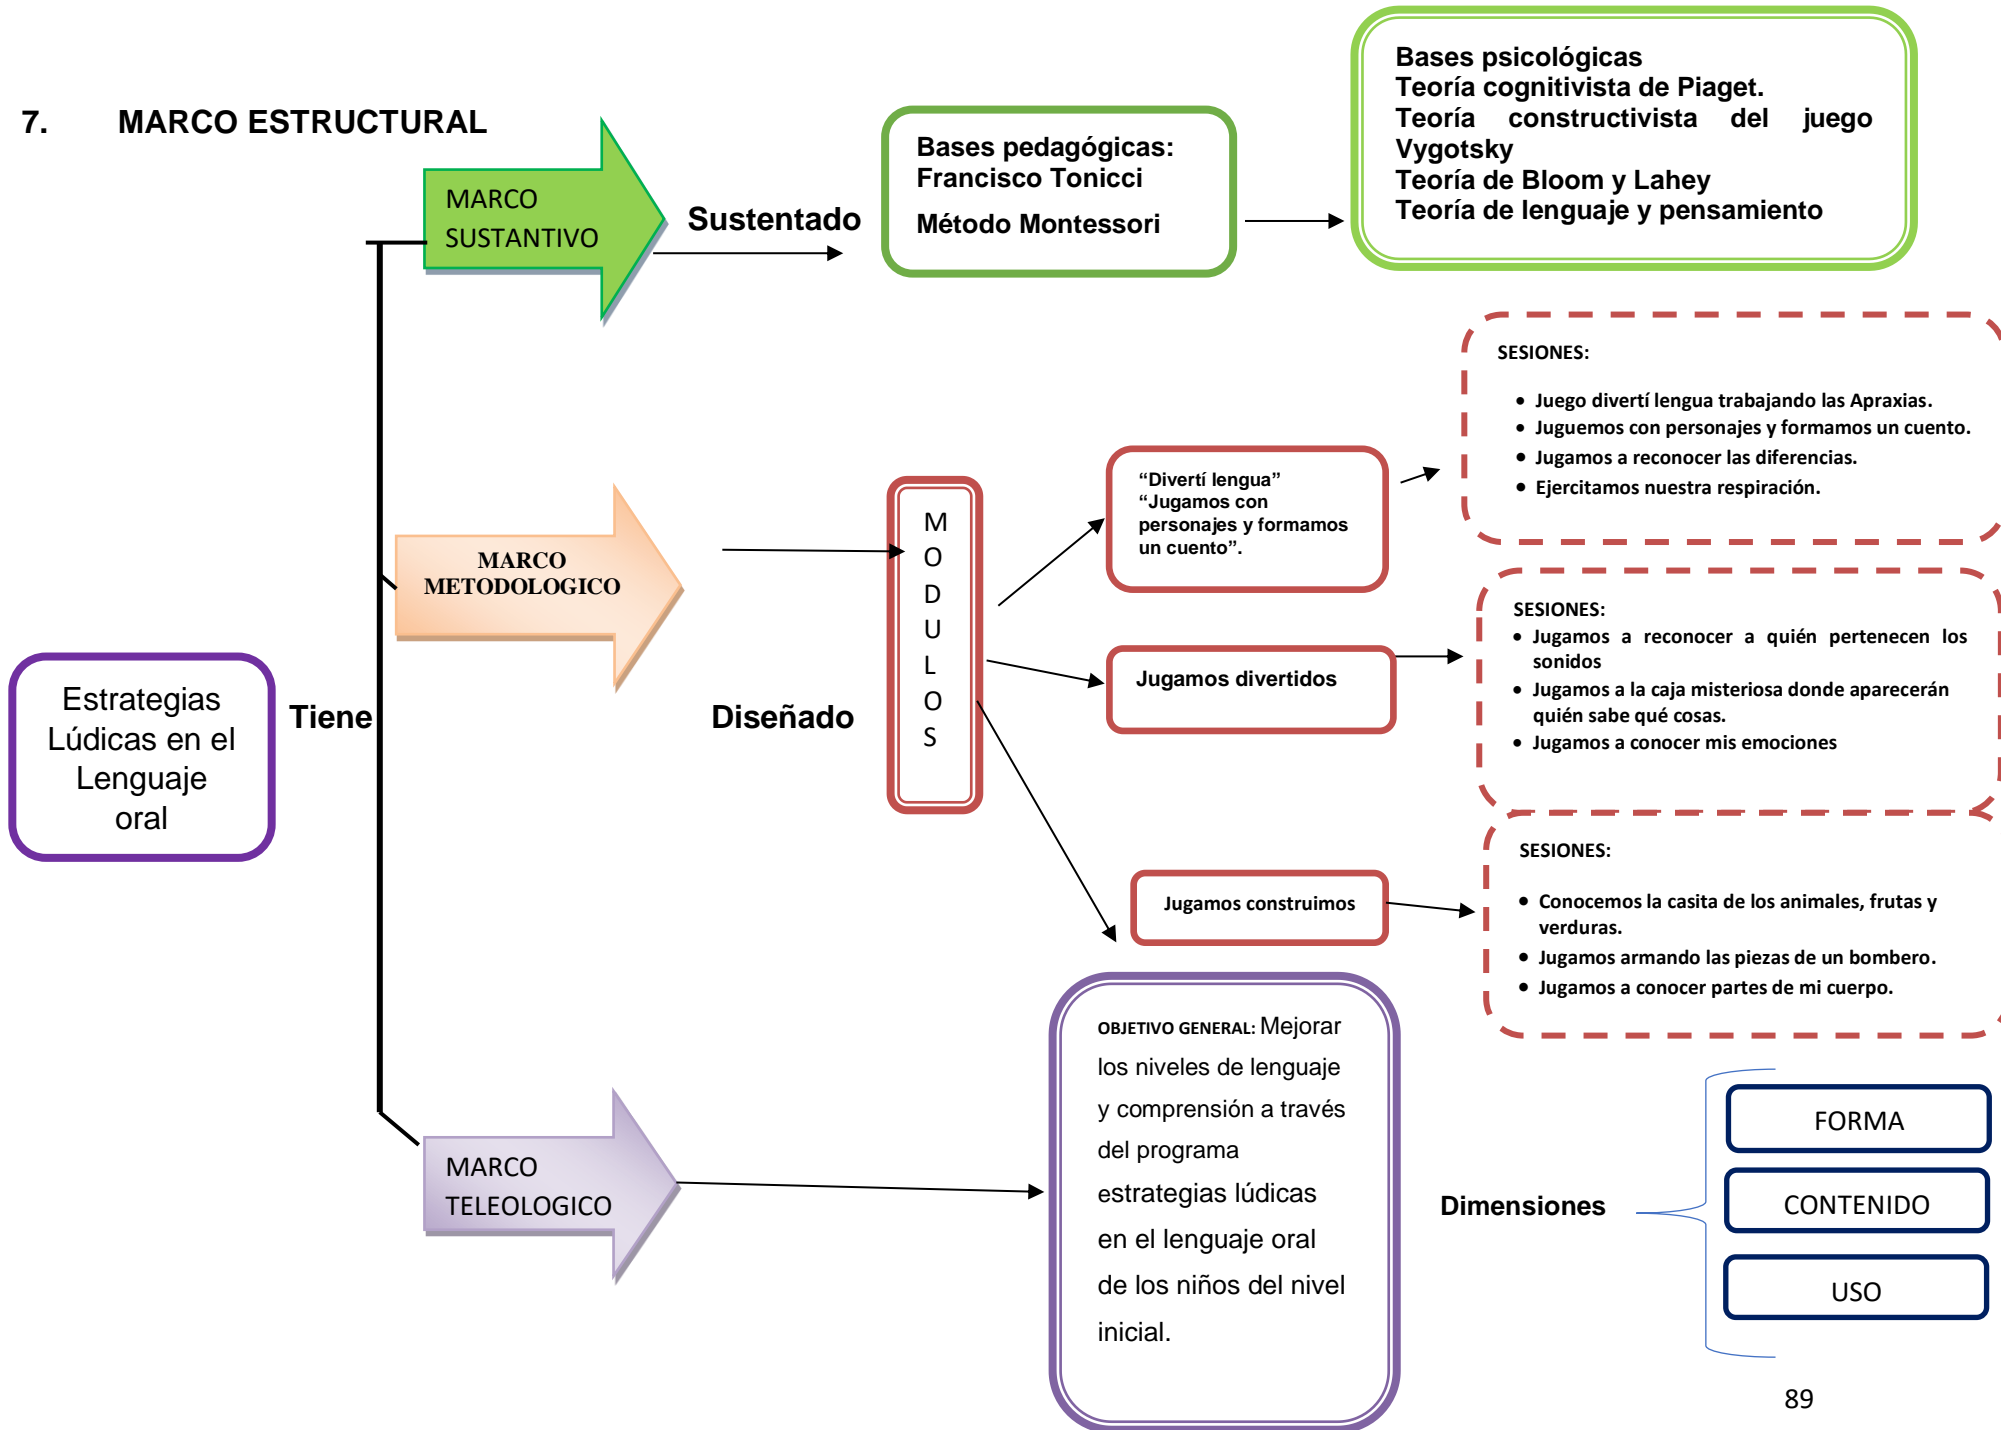 7. MARCO ESTRUCTURAL
MARCO
SUSTANTIVO
Sustentado
Bases pedagógicas:
Francisco Tonicci
Método Montessori
Bases psicológicas
Teoría cognitivista de Piaget.
Teoría constructivista del juego
Vygotsky
Teoría de Bloom y Lahey
Teoría de lenguaje y pensamiento
Estrategias
Lúdicas en el
Lenguaje
oral
Tiene
MARCO
METODOLOGICO
Diseñado
M
O
D
U
L
O
S
“Divertí lengua”
“Jugamos con
personajes y formamos
un cuento”.
SESIONES:
• Juego divertí lengua trabajando las Apraxias.
• Juguemos con personajes y formamos un cuento.
• Jugamos a reconocer las diferencias.
• Ejercitamos nuestra respiración.
Jugamos divertidos
SESIONES:
• Jugamos a reconocer a quién pertenecen los
sonidos
• Jugamos a la caja misteriosa donde aparecerán
quién sabe qué cosas.
• Jugamos a conocer mis emociones
Jugamos construimos
SESIONES:
• Conocemos la casita de los animales, frutas y
verduras.
• Jugamos armando las piezas de un bombero.
• Jugamos a conocer partes de mi cuerpo.
MARCO
TELEOLOGICO
OBJETIVO GENERAL: Mejorar
los niveles de lenguaje
y comprensión a través
del programa
estrategias lúdicas
en el lenguaje oral
de los niños del nivel
inicial.
Dimensiones
FORMA
CONTENIDO
USO
89